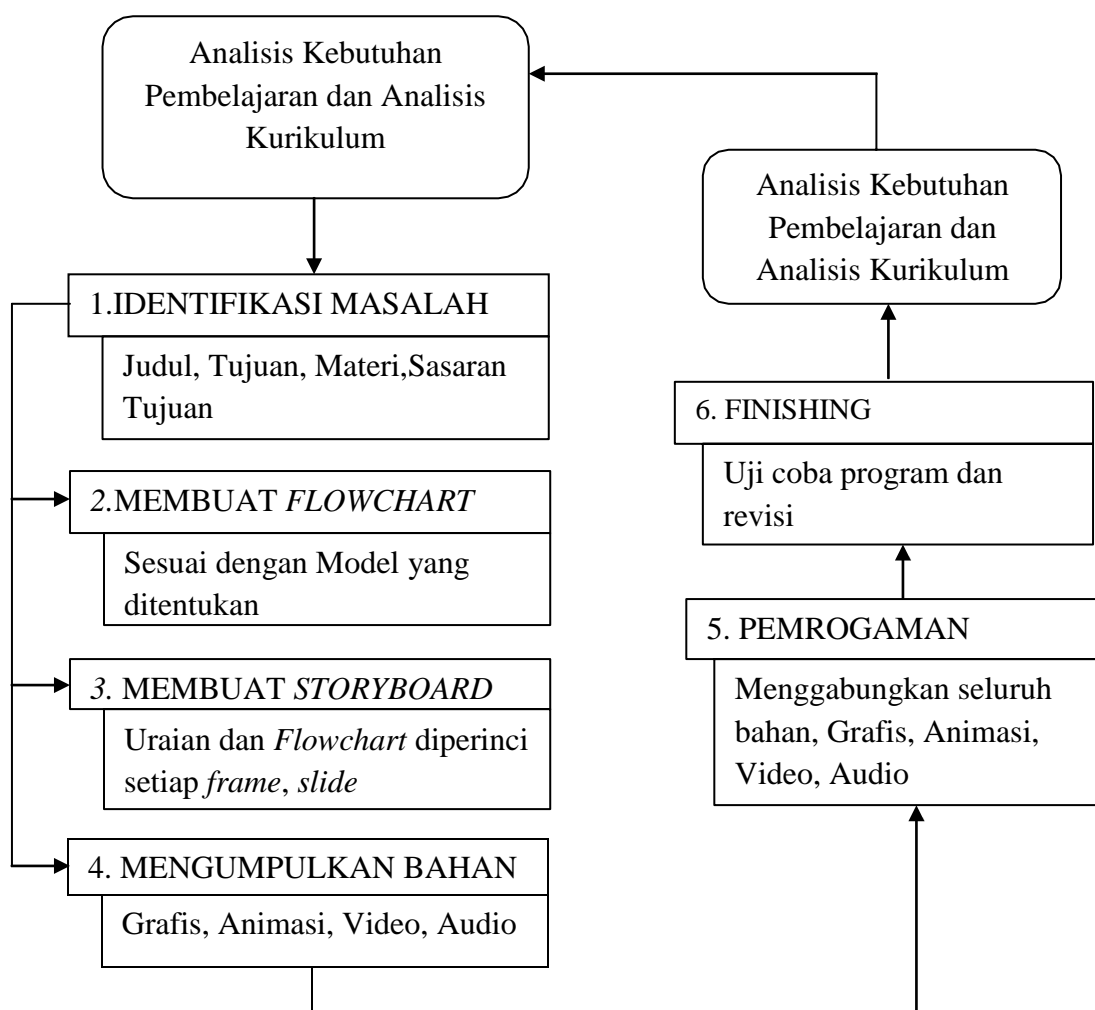 Analisis Kebutuhan
Pembelajaran dan Analisis
Kurikulum
1.IDENTIFIKASI MASALAH
Judul, Tujuan, Materi,Sasaran
Tujuan
2.MEMBUAT FLOWCHART
Sesuai dengan Model yang
ditentukan
3. MEMBUAT STORYBOARD
Uraian dan Flowchart diperinci
setiap frame, slide
4. MENGUMPULKAN BAHAN
Grafis, Animasi, Video, Audio
Analisis Kebutuhan
Pembelajaran dan
Analisis Kurikulum
6. FINISHING
Uji coba program dan
revisi
5. PEMROGAMAN
Menggabungkan seluruh
bahan, Grafis, Animasi,
Video, Audio